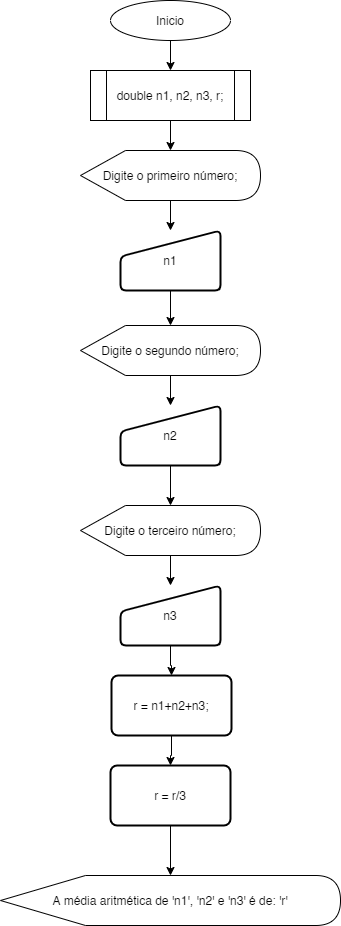 Inicio
double n1, n2, n3, r;
Digite o primeiro número;
n1
Digite o segundo número;
n2
Digite o terceiro número;
n3
r = n1+n2+n3;
r = r/3
A média aritmética de 'n1', 'n2' e 'n3' é de: 'r'